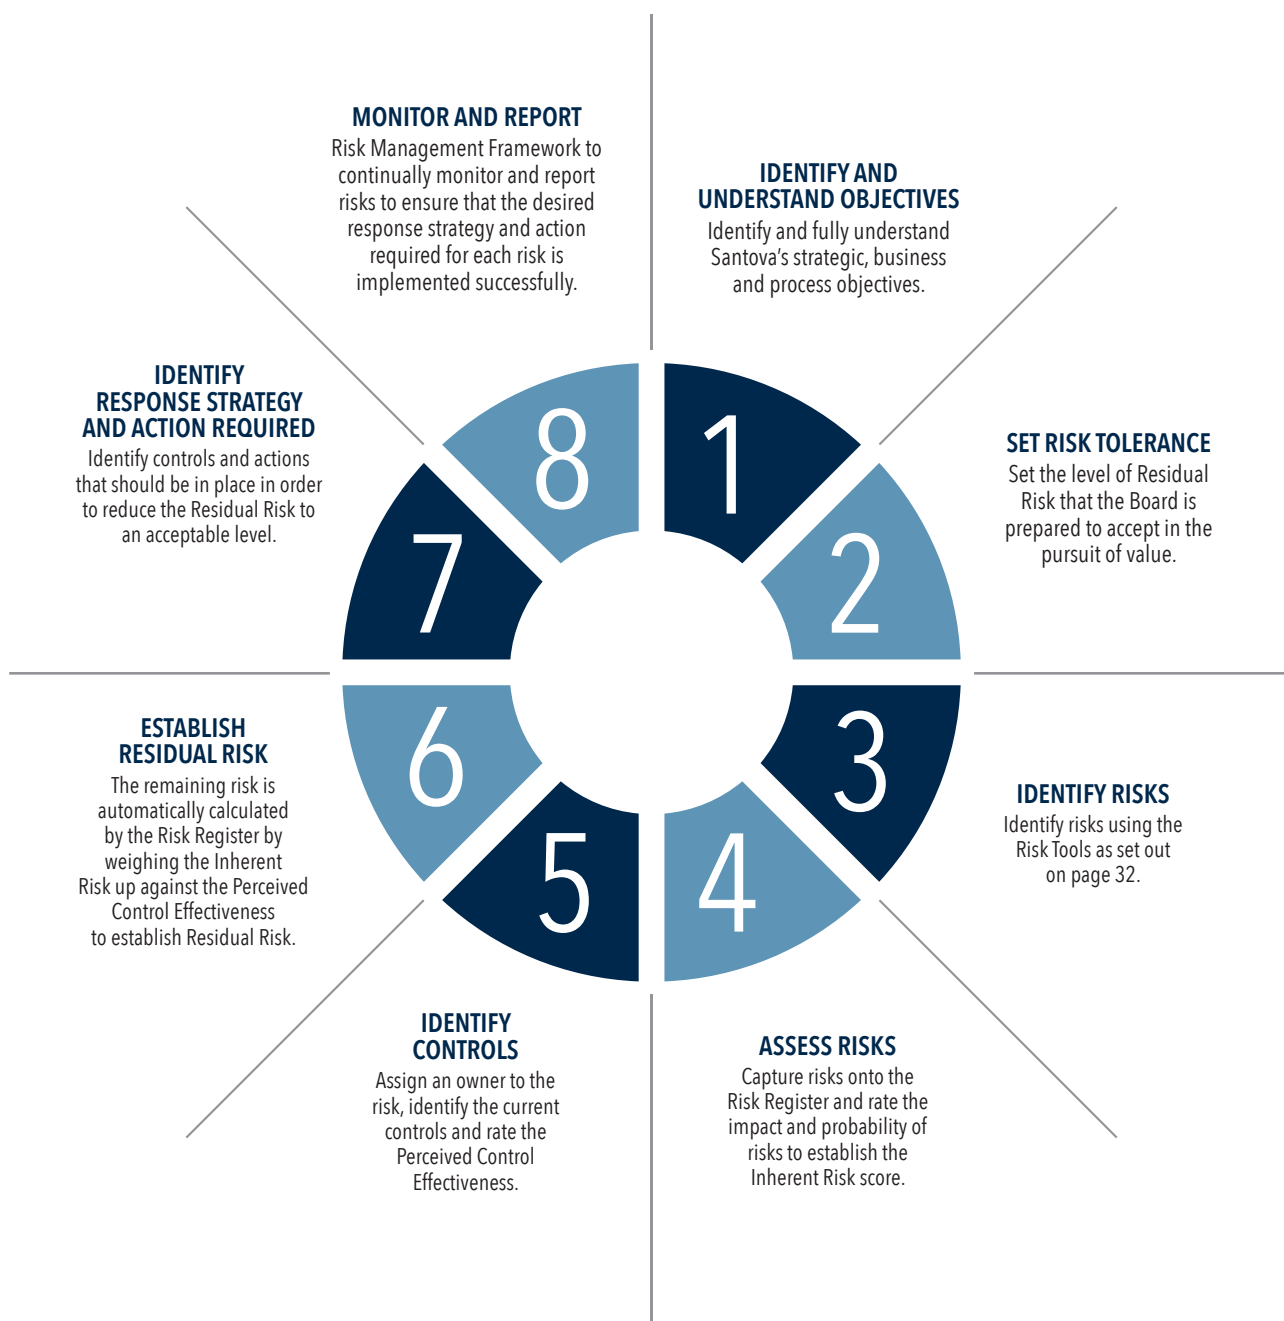 IDENTIFY AND
UNDERSTAND OBJECTIVES
Identify and fully understand
Santova's strategic, business
and process objectives.
1
SET RISK TOLERANCE
Set the level of Residual
Risk that the Board is
prepared to accept in the
pursuit of value.
2
IDENTIFY RISKS
Identify risks using the
Risk Tools as set out
on page 32.
3
ASSESS RISKS
Capture risks onto the
Risk Register and rate the
impact and probability of
risks to establish the
Inherent Risk score.
4
IDENTIFY
CONTROLS
Assign an owner to the
risk, identify the current
controls and rate the
Perceived Control
Effectiveness.
5
ESTABLISH
RESIDUAL RISK
The remaining risk is
automatically calculated
by the Risk Register by
weighing the Inherent
Risk up against the Perceived
Control Effectiveness
to establish Residual Risk.
6
IDENTIFY
RESPONSE STRATEGY
AND ACTION REQUIRED
Identify controls and actions
that should be in place in order
to reduce the Residual Risk to
an acceptable level.
7
MONITOR AND REPORT
Risk Management Framework to
continually monitor and report
risks to ensure that the desired
response strategy and action
required for each risk is
implemented successfully.
8